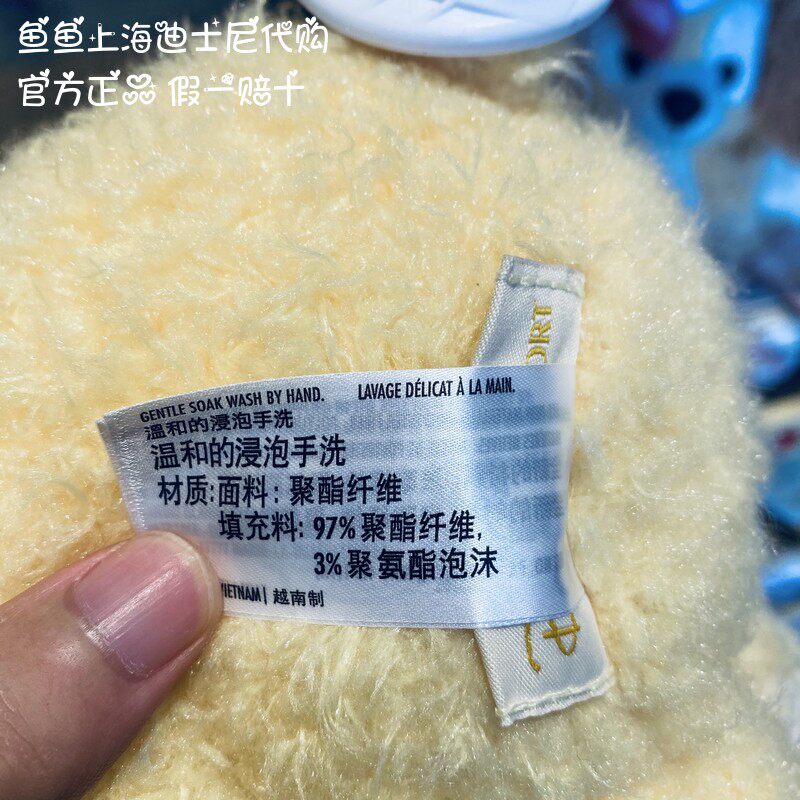 鱼鱼上海迪士尼代购
官方正品 假一赔十
ORT
GENTLE SOAK WASH BY HAND. LAVAGE DÉLICAT À LA MAIN.
溫和的浸泡手洗
温和的浸泡手洗
材质:面料: 聚酯纤维
填充料: 97% 聚酯纤维,
3% 聚氨酯泡沫
VIETNAM | 越南制